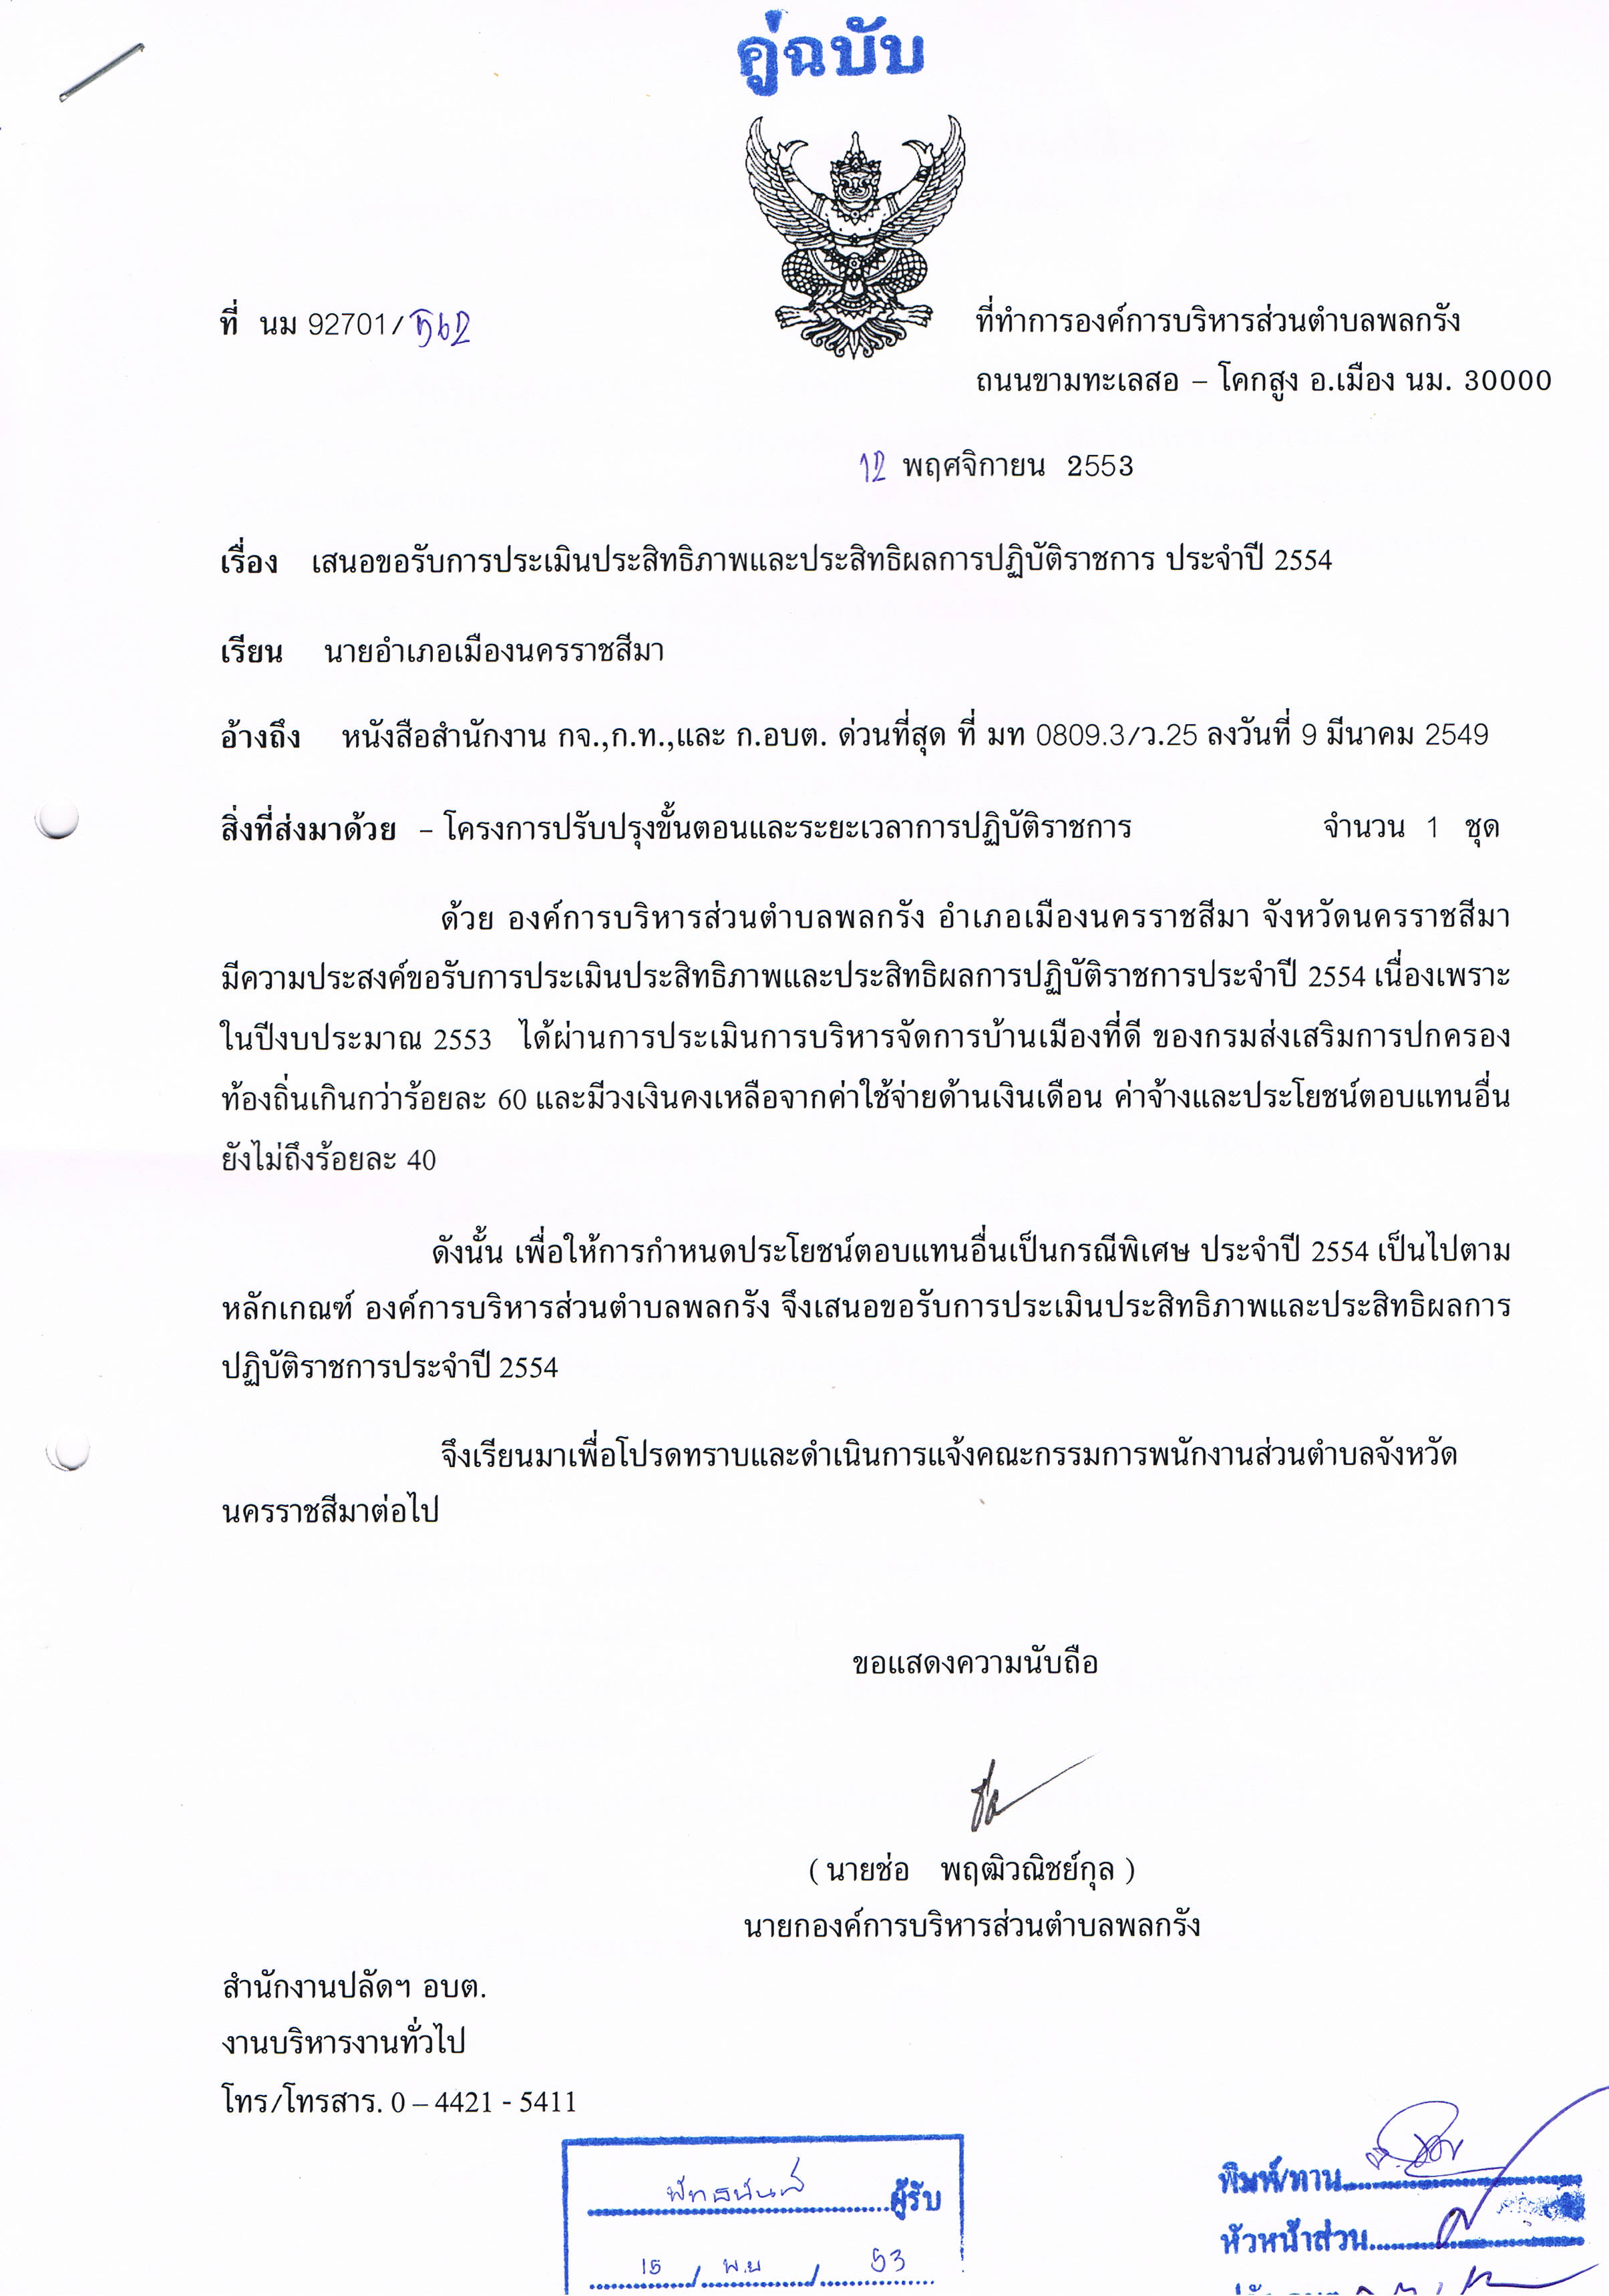 คู่ฉบับ
ที่ นม 92701/562
ที่ทำการองค์การบริหารส่วนตำบลพลกรัง
ถนนขามทะเลสอ – โคกสูง อ.เมือง นม. 30000
12 พฤศจิกายน 2553
เรื่อง เสนอขอรับการประเมินประสิทธิภาพและประสิทธิผลการปฏิบัติราชการ ประจำปี 2554
เรียน นายอำเภอเมืองนครราชสีมา
อ้างถึง หนังสือสำนักงาน กจ.,ก.ท.,และ ก.อบต. ด่วนที่สุด ที่ มท 0809.3/ว.25 ลงวันที่ 9 มีนาคม 2549
สิ่งที่ส่งมาด้วย – โครงการปรับปรุงขั้นตอนและระยะเวลาการปฏิบัติราชการ จำนวน 1 ชุด
ด้วย องค์การบริหารส่วนตำบลพลกรัง อำเภอเมืองนครราชสีมา จังหวัดนครราชสีมา
มีความประสงค์ขอรับการประเมินประสิทธิภาพและประสิทธิผลการปฏิบัติราชการประจำปี 2554 เนื่องเพราะ
ในปีงบประมาณ 2553 ได้ผ่านการประเมินการบริหารจัดการบ้านเมืองที่ดี ของกรมส่งเสริมการปกครอง
ท้องถิ่นเกินกว่าร้อยละ 60 และมีวงเงินคงเหลือจากค่าใช้จ่ายด้านเงินเดือน ค่าจ้างและประโยชน์ตอบแทนอื่น
ยังไม่ถึงร้อยละ 40
ดังนั้น เพื่อให้การกำหนดประโยชน์ตอบแทนอื่นเป็นกรณีพิเศษ ประจำปี 2554 เป็นไปตาม
หลักเกณฑ์ องค์การบริหารส่วนตำบลพลกรัง จึงเสนอขอรับการประเมินประสิทธิภาพและประสิทธิผลการ
ปฏิบัติราชการประจำปี 2554
จึงเรียนมาเพื่อโปรดทราบและดำเนินการแจ้งคณะกรรมการพนักงานส่วนตำบลจังหวัด
นครราชสีมาต่อไป
ขอแสดงความนับถือ
( นายช่อ พฤฒิวณิชย์กุล )
นายกองค์การบริหารส่วนตำบลพลกรัง
สำนักงานปลัดฯ อบต.
งานบริหารงานทั่วไป
โทร/โทรสาร. 0 – 4421 - 5411
ผู้รับ
15 / พ.ย / 53
พิมพ์/ทาน
หัวหน้าส่วน